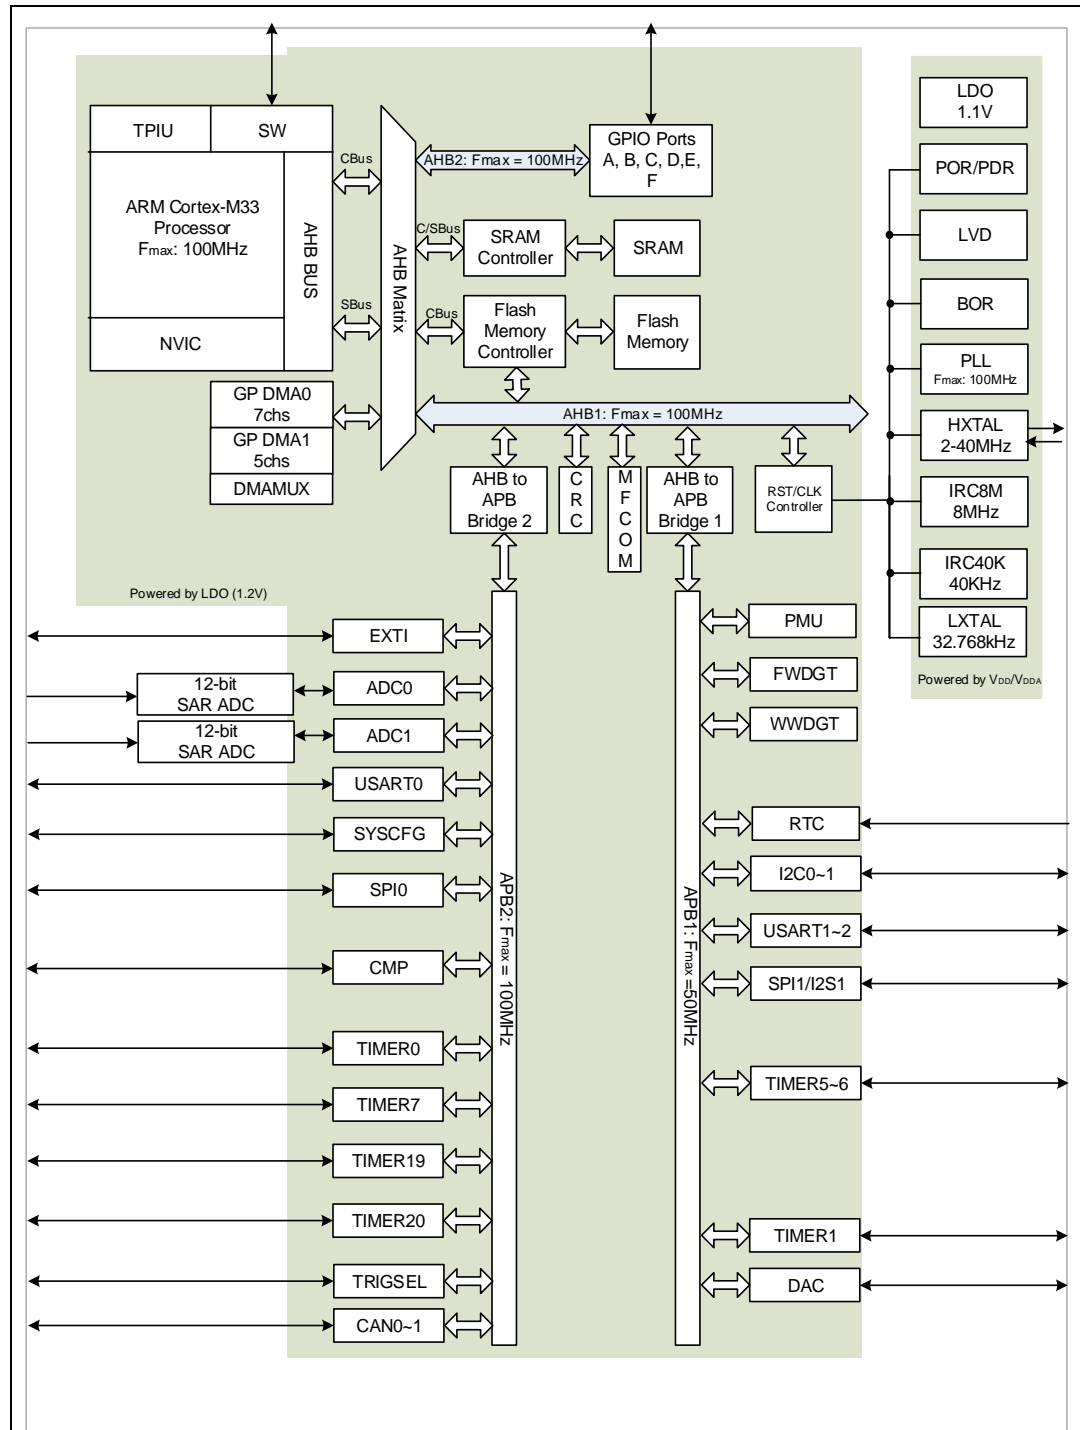 TPIU
SW
ARM Cortex-M33
Processor
Fmax: 100MHz
AHB BUS
NVIC
GP DMA0
7chs
GP DMA1
5chs
DMAMUX
CBus
SBus
AHB Matrix
AHB2: Fmax = 100MHz
GPIO Ports
A, B, C, D,E,
F
C/SBus
SRAM
Controller
SRAM
CBus
Flash
Memory
Controller
Flash
Memory
AHB1: Fmax = 100MHz
AHB to
APB
Bridge 2
C
R
C
M
F
C
O
M
AHB to
APB
Bridge 1
RST/CLK
Controller
LDO
1.1V
POR/PDR
LVD
BOR
PLL
Fmax: 100MHz
HXTAL
2-40MHz
IRC8M
8MHz
IRC40K
40KHz
LXTAL
32.768kHz
Powered by VDD/VDDA
Powered by LDO (1.2V)
EXTI
12-bit
SAR ADC
ADC0
12-bit
SAR ADC
ADC1
USART0
SYSCFG
SPI0
CMP
TIMER0
TIMER7
TIMER19
TIMER20
TRIGSEL
CAN0~1
APB2: Fmax = 100MHz
APB1: Fmax =50MHz
PMU
FWDGT
WWDGT
RTC
I2C0~1
USART1~2
SPI1/I2S1
TIMER5~6
TIMER1
DAC